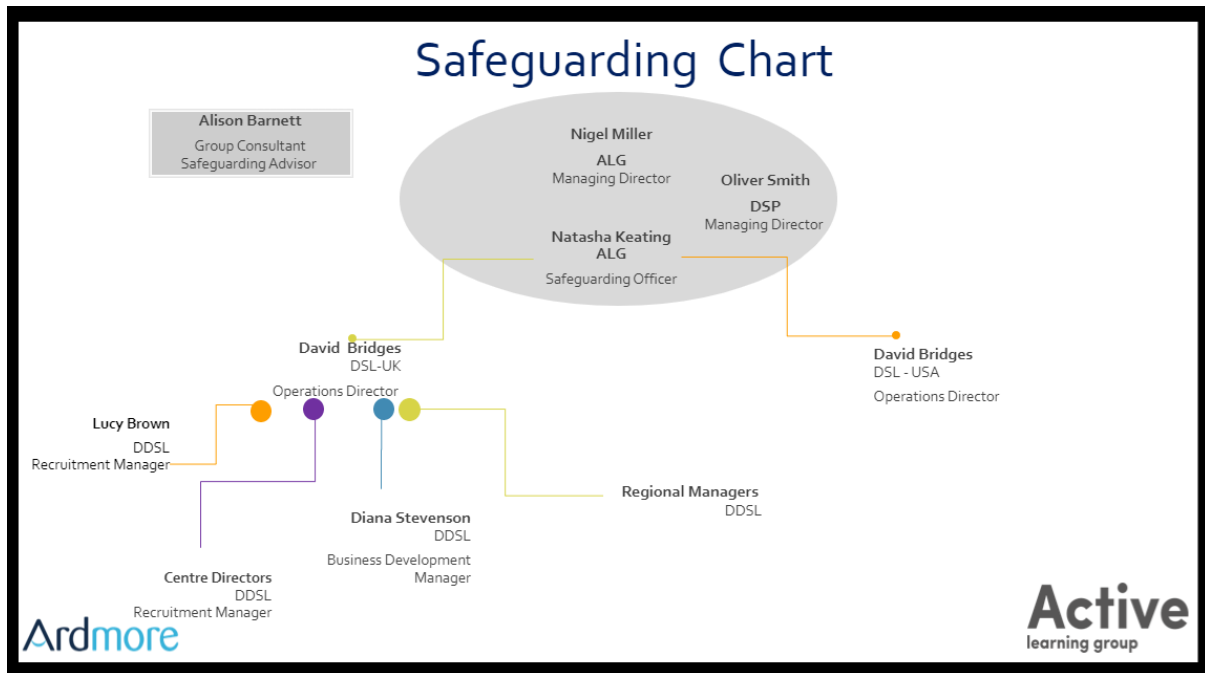 Safeguarding Chart
Alison Barnett
Group Consultant
Safeguarding Advisor
Nigel Miller
ALG
Managing Director
Oliver Smith
DSP
Managing Director
Natasha Keating
ALG
Safeguarding Officer
David Bridges
DSL-UK
Operations Director
David Bridges
DSL - USA
Operations Director
Lucy Brown
DDSL
Recruitment Manager
Regional Managers
DDSL
Diana Stevenson
DDSL
Business Development
Manager
Centre Directors
DDSL
Recruitment Manager
Ardmore
Active
learning group